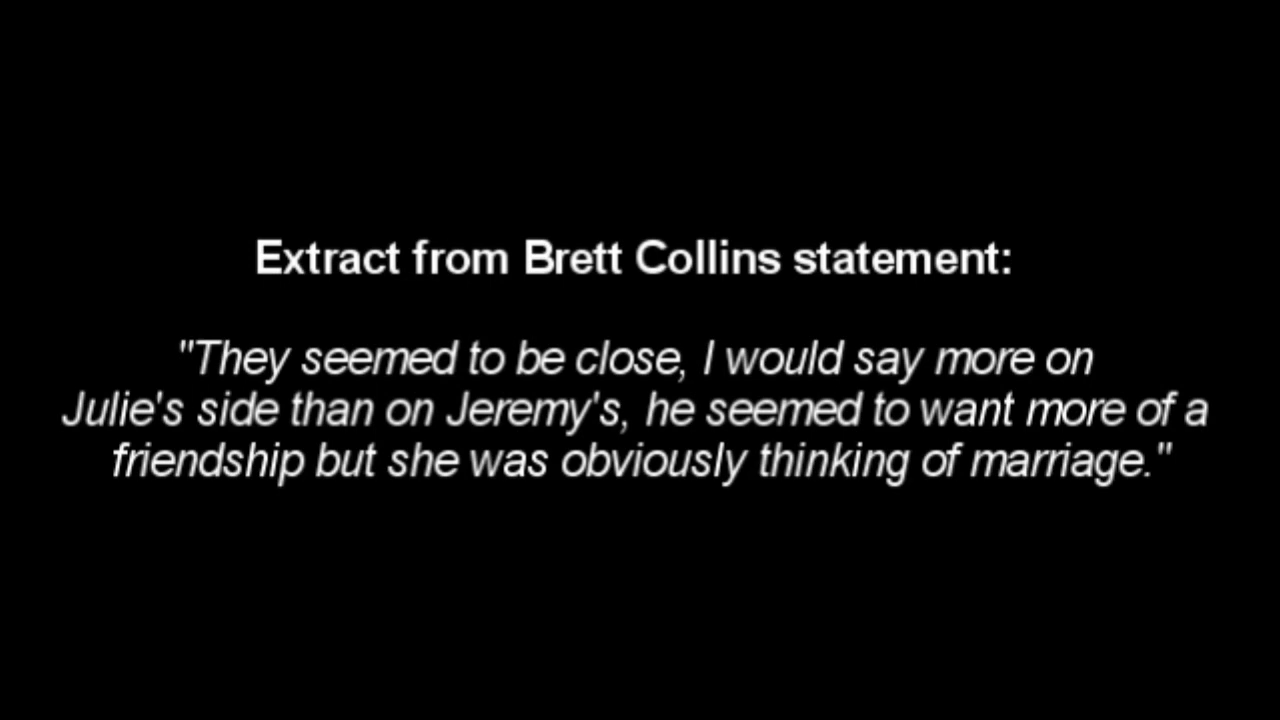 Extract from Brett Collins statement:
"They seemed to be close, I would say more on
Julie's side than on Jeremy's, he seemed to want more of a
friendship but she was obviously thinking of marriage."